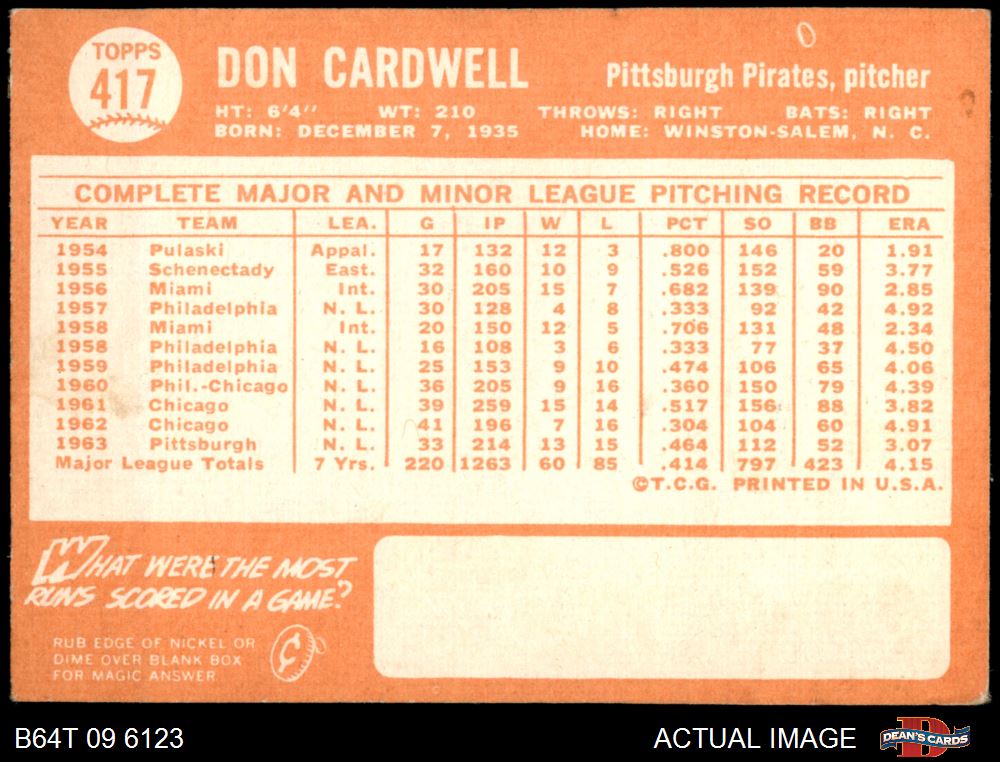 TOPPS
417
DON CARDWELL
Pittsburgh Pirates, pitcher
HT: 6'4" WT: 210 THROWS: RIGHT BATS: RIGHT
BORN: DECEMBER 7, 1935 HOME: WINSTON-SALEM, N. C.
COMPLETE MAJOR AND MINOR LEAGUE PITCHING RECORD
YEAR TEAM LEA. G IP W L PCT SO BB ERA
1954 Pulaski Appal. 17 132 12 3 .800 146 20 1.91
1955 Schenectady East. 32 160 10 9 .526 152 59 3.77
1956 Miami Int. 30 205 15 7 .682 139 90 2.85
1957 Philadelphia N. L. 30 128 4 8 .333 92 42 4.92
1958 Miami Int. 20 150 12 5 .706 131 48 2.34
1958 Philadelphia N. L. 16 108 3 6 .333 77 37 4.50
1959 Philadelphia N. L. 25 153 9 10 .474 106 65 4.06
1960 Phil.-Chicago N. L. 36 205 9 16 .360 150 79 4.39
1961 Chicago N. L. 39 259 15 14 .517 156 88 3.82
1962 Chicago N. L. 41 196 7 16 .304 104 60 4.91
1963 Pittsburgh N. L. 33 214 13 15 .464 112 52 3.07
Major League Totals 7 Yrs. 220 1263 60 85 .414 797 423 4.15
©T.C.G. PRINTED IN U.S.A.
WHAT WERE THE MOST
RUNS SCORED IN A GAME?
RUB EDGE OF NICKEL OR
DIME OVER BLANK BOX
FOR MAGIC ANSWER
¢
B64T 09 6123
ACTUAL IMAGE
D
DEAN'S CARDS